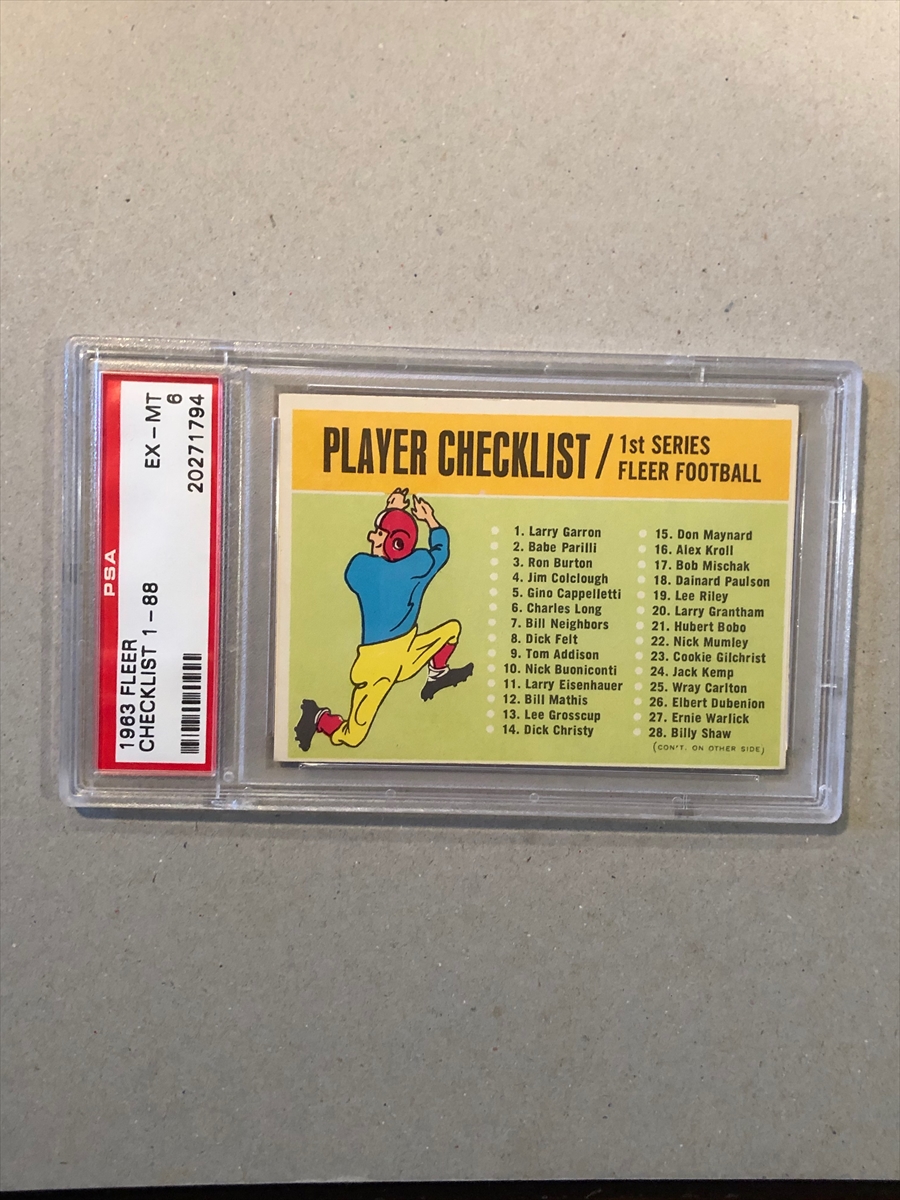 1963 FLEER
CHECKLIST 1-88
EX-MT
6
20271794
PSA
PLAYER CHECKLIST / 1st SERIES
FLEER FOOTBALL
1. Larry Garron
2. Babe Parilli
3. Ron Burton
4. Jim Colclough
5. Gino Cappelletti
6. Charles Long
7. Bill Neighbors
8. Dick Felt
9. Tom Addison
10. Nick Buoniconti
11. Larry Eisenhauer
12. Bill Mathis
13. Lee Grosscup
14. Dick Christy
15. Don Maynard
16. Alex Kroll
17. Bob Mischak
18. Dainard Paulson
19. Lee Riley
20. Larry Grantham
21. Hubert Bobo
22. Nick Mumley
23. Cookie Gilchrist
24. Jack Kemp
25. Wray Carlton
26. Elbert Dubenion
27. Ernie Warlick
28. Billy Shaw
(CON'T. ON OTHER SIDE)